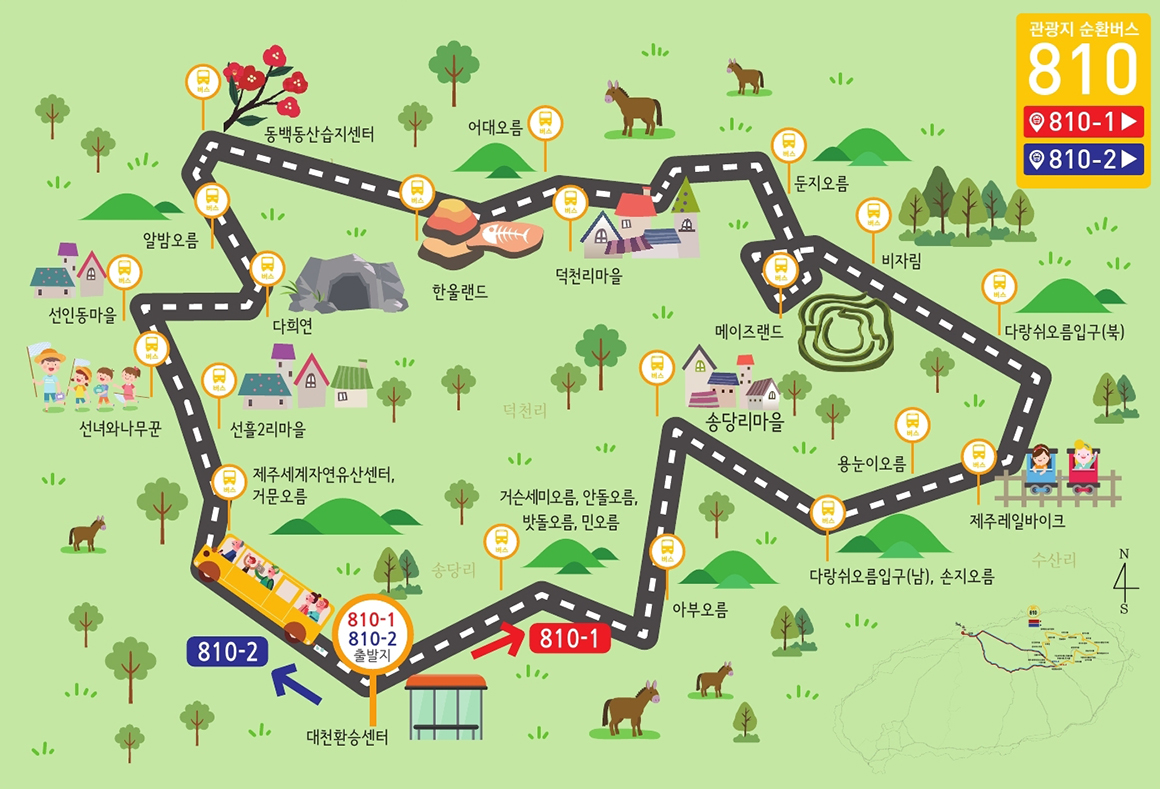 관광지 순환버스
810
810-1
810-2
버스
동백동산습지센터
어대오름
버스
버스
둔지오름
버스
버스
버스
알밤오름
버스
비자림
버스
버스
선인동마을
다희연
한울랜드
덕천리마을
버스
메이즈랜드
버스
다랑쉬오름입구(북)
버스
선녀와나무꾼
버스
선흘2리마을
덕천리
버스
송당리마을
버스
용눈이오름
버스
제주레일바이크
버스
제주세계자연유산센터,
거문오름
거슨세미오름, 안돌오름,
밧돌오름, 민오름
버스
송당리
버스
다랑쉬오름입구(남), 손지오름
수산리
버스
아부오름
N
S
810-1
810-2
출발지
810-2
810-1
대천환승센터
810